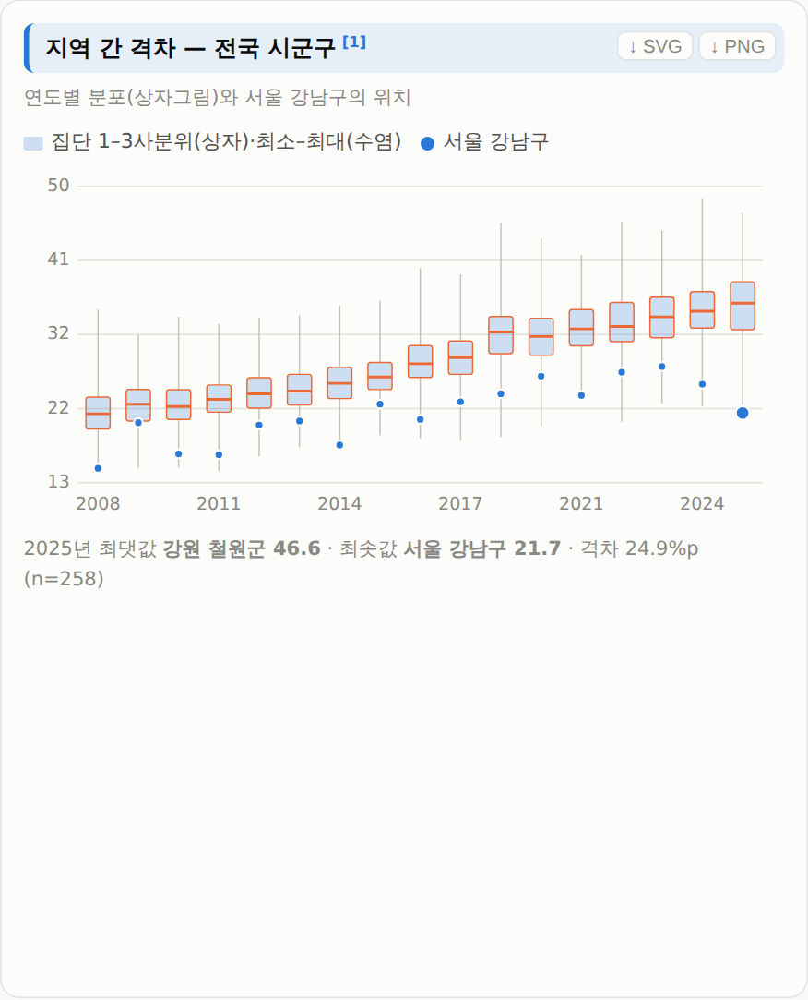 지역 간 격차 — 전국 시군구 [1]
↓ SVG
↓ PNG
연도별 분포(상자그림)와 서울 강남구의 위치
집단 1–3사분위(상자)·최소–최대(수염)
서울 강남구
50
41
32
22
13
2008
2011
2014
2017
2021
2024
2025년 최댓값 강원 철원군 46.6 · 최솟값 서울 강남구 21.7 · 격차 24.9%p
(n=258)